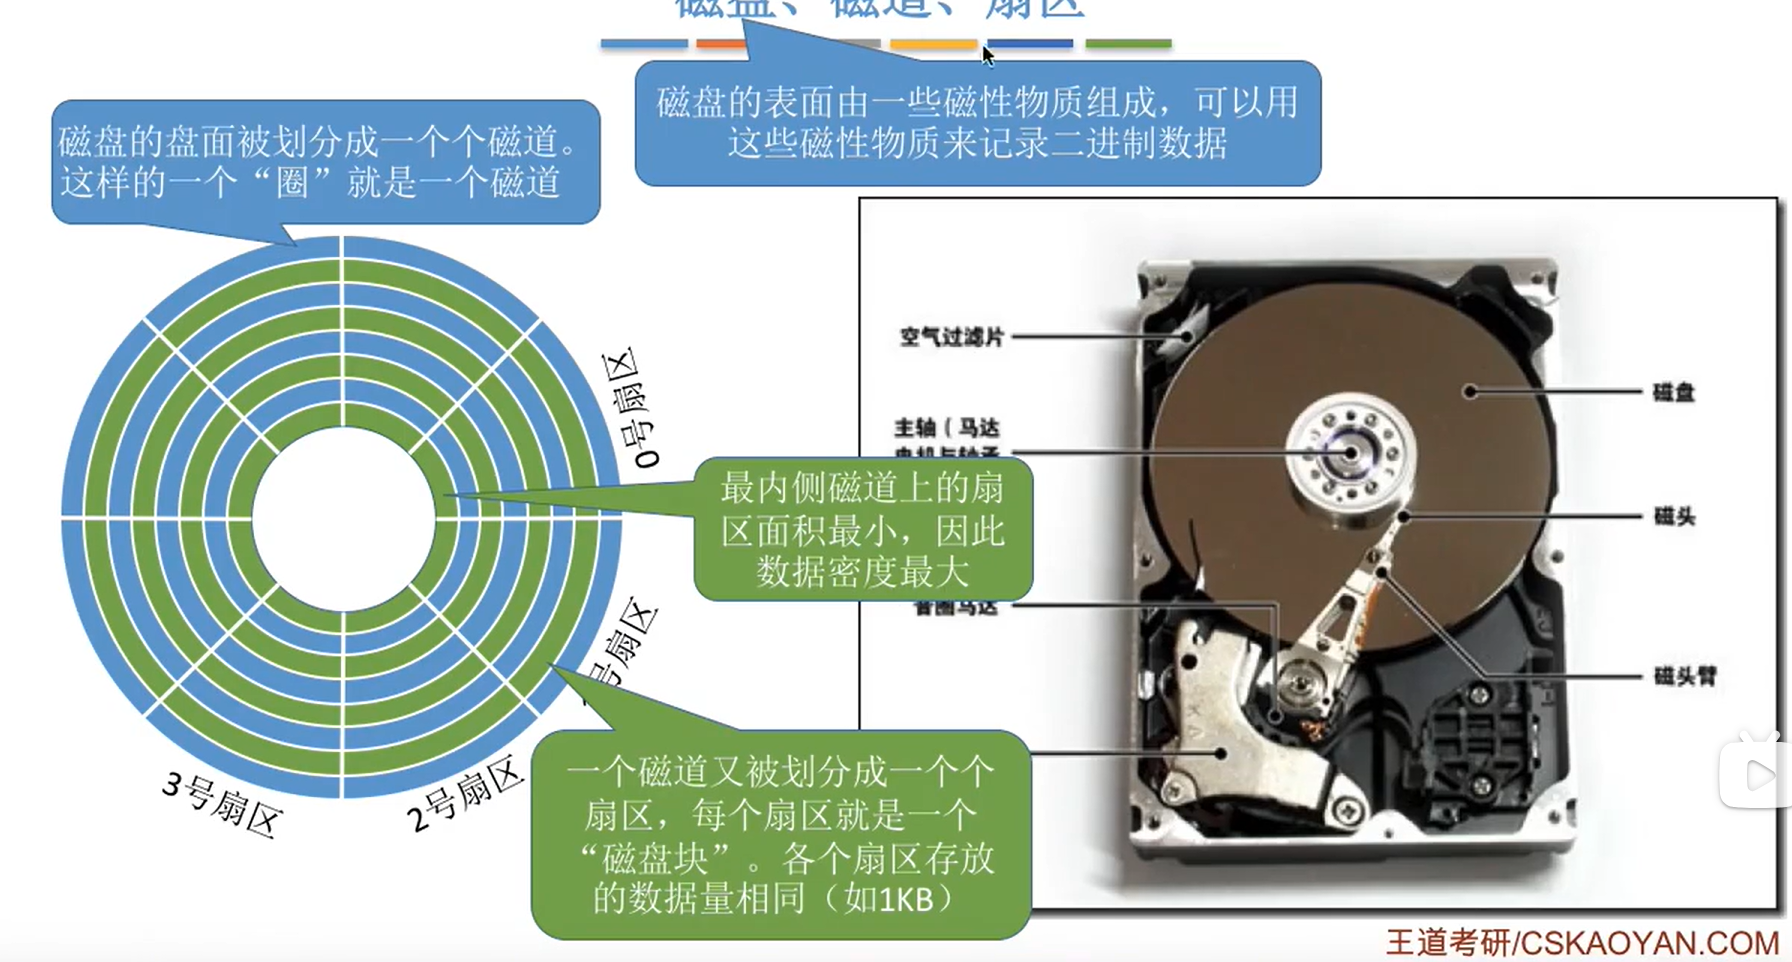 磁盘、磁道、扇区
磁盘的表面由一些磁性物质组成，可以用
这些磁性物质来记录二进制数据
磁盘的盘面被划分成一个个磁道。
这样的一个“圈”就是一个磁道
0号扇区
号扇区
2号扇区
3号扇区
最内侧磁道上的扇
区面积最小，因此
数据密度最大
一个磁道又被划分成一个个
扇区，每个扇区就是一个
“磁盘块”。各个扇区存放
的数据量相同（如1KB）
空气过滤片
主轴（马达
音圈马达
磁盘
磁头
磁头臂
KA
王道考研/CSKAOYAN.COM